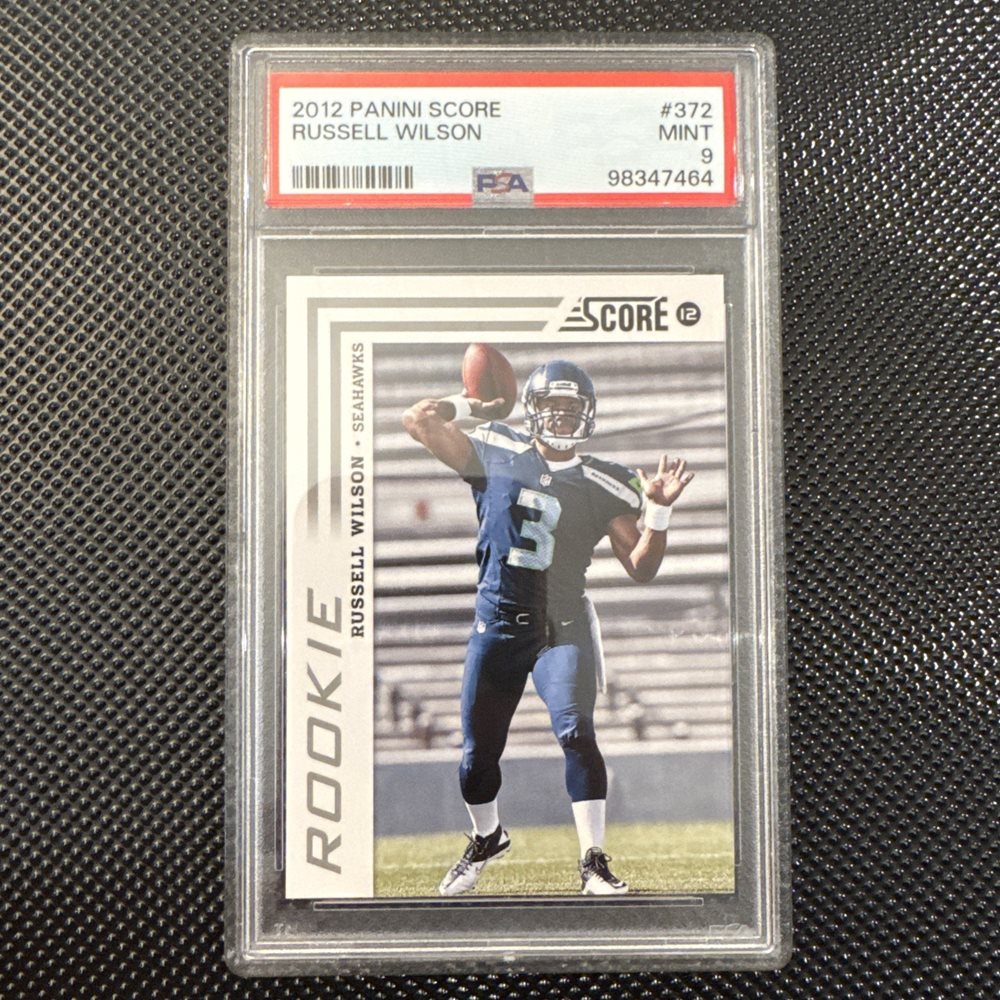 2012 PANINI SCORE #372
RUSSELL WILSON MINT
9
PSA 98347464
SCORE 12
RUSSELL WILSON • SEAHAWKS
ROOKIE
3